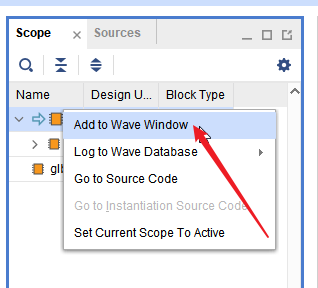 Scope × Sources
Name Design U... Block Type
Add to Wave Window
Log to Wave Database
Go to Source Code
glb
Go to Instantiation Source Code
Set Current Scope To Active